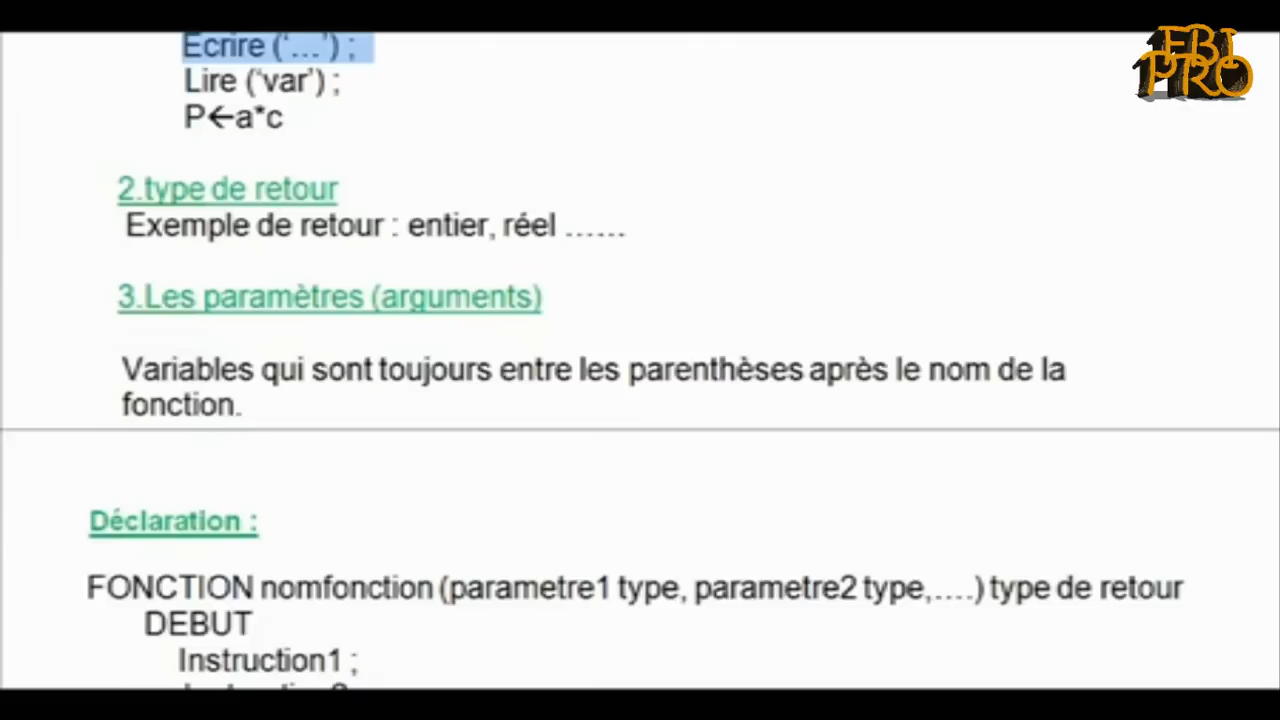 Ecrire (‘…’) ;
Lire (‘var’) ;
P←a*c
2.type de retour
Exemple de retour : entier, réel ……
3.Les paramètres (arguments)
Variables qui sont toujours entre les parenthèses après le nom de la
fonction.
Déclaration :
FONCTION nomfonction (parametre1 type, parametre2 type,….) type de retour
DEBUT
Instruction1 ;
FBI
PRO